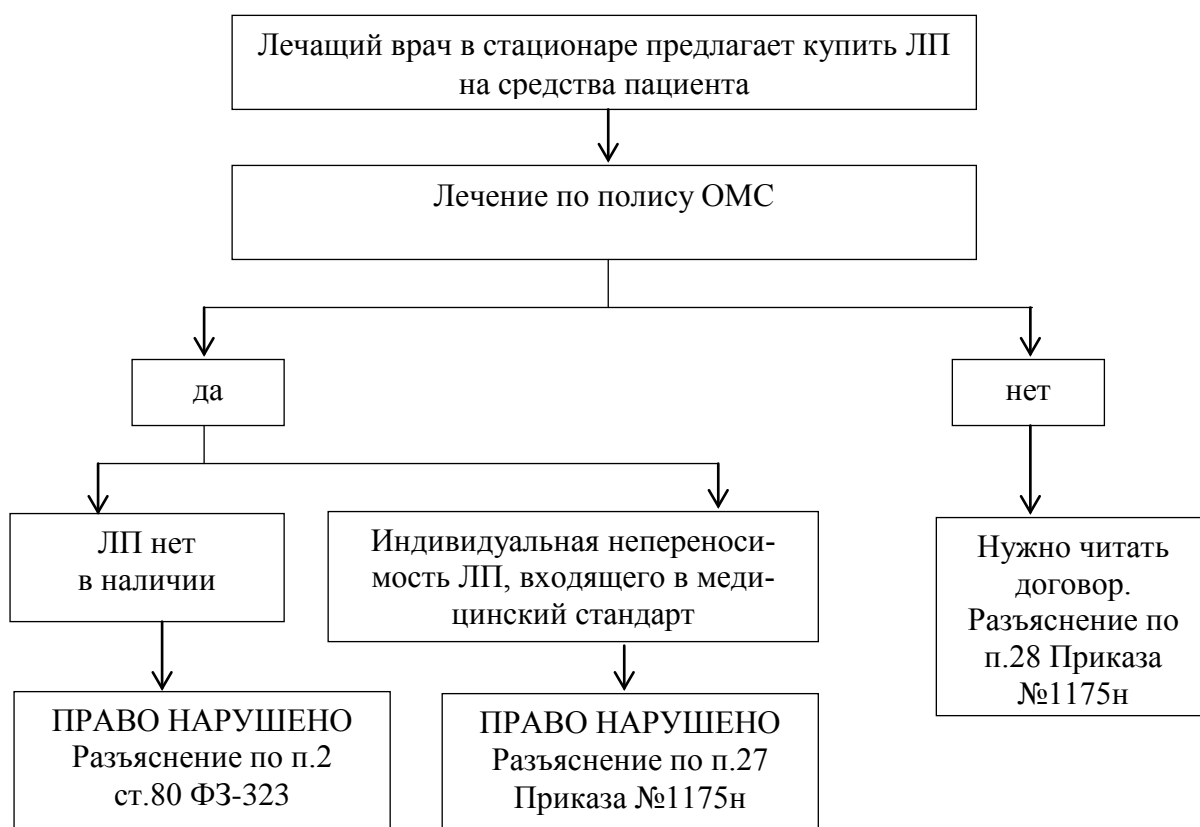 Лечащий врач в стационаре предлагает купить ЛП
на средства пациента
Лечение по полису ОМС
да
нет
ЛП нет
в наличии
Индивидуальная непереноси-
мость ЛП, входящего в меди-
цинский стандарт
Нужно читать
договор.
Разъяснение по
п.28 Приказа
№1175н
ПРАВО НАРУШЕНО
Разъяснение по п.2
ст.80 ФЗ-323
ПРАВО НАРУШЕНО
Разъяснение по п.27
Приказа №1175н